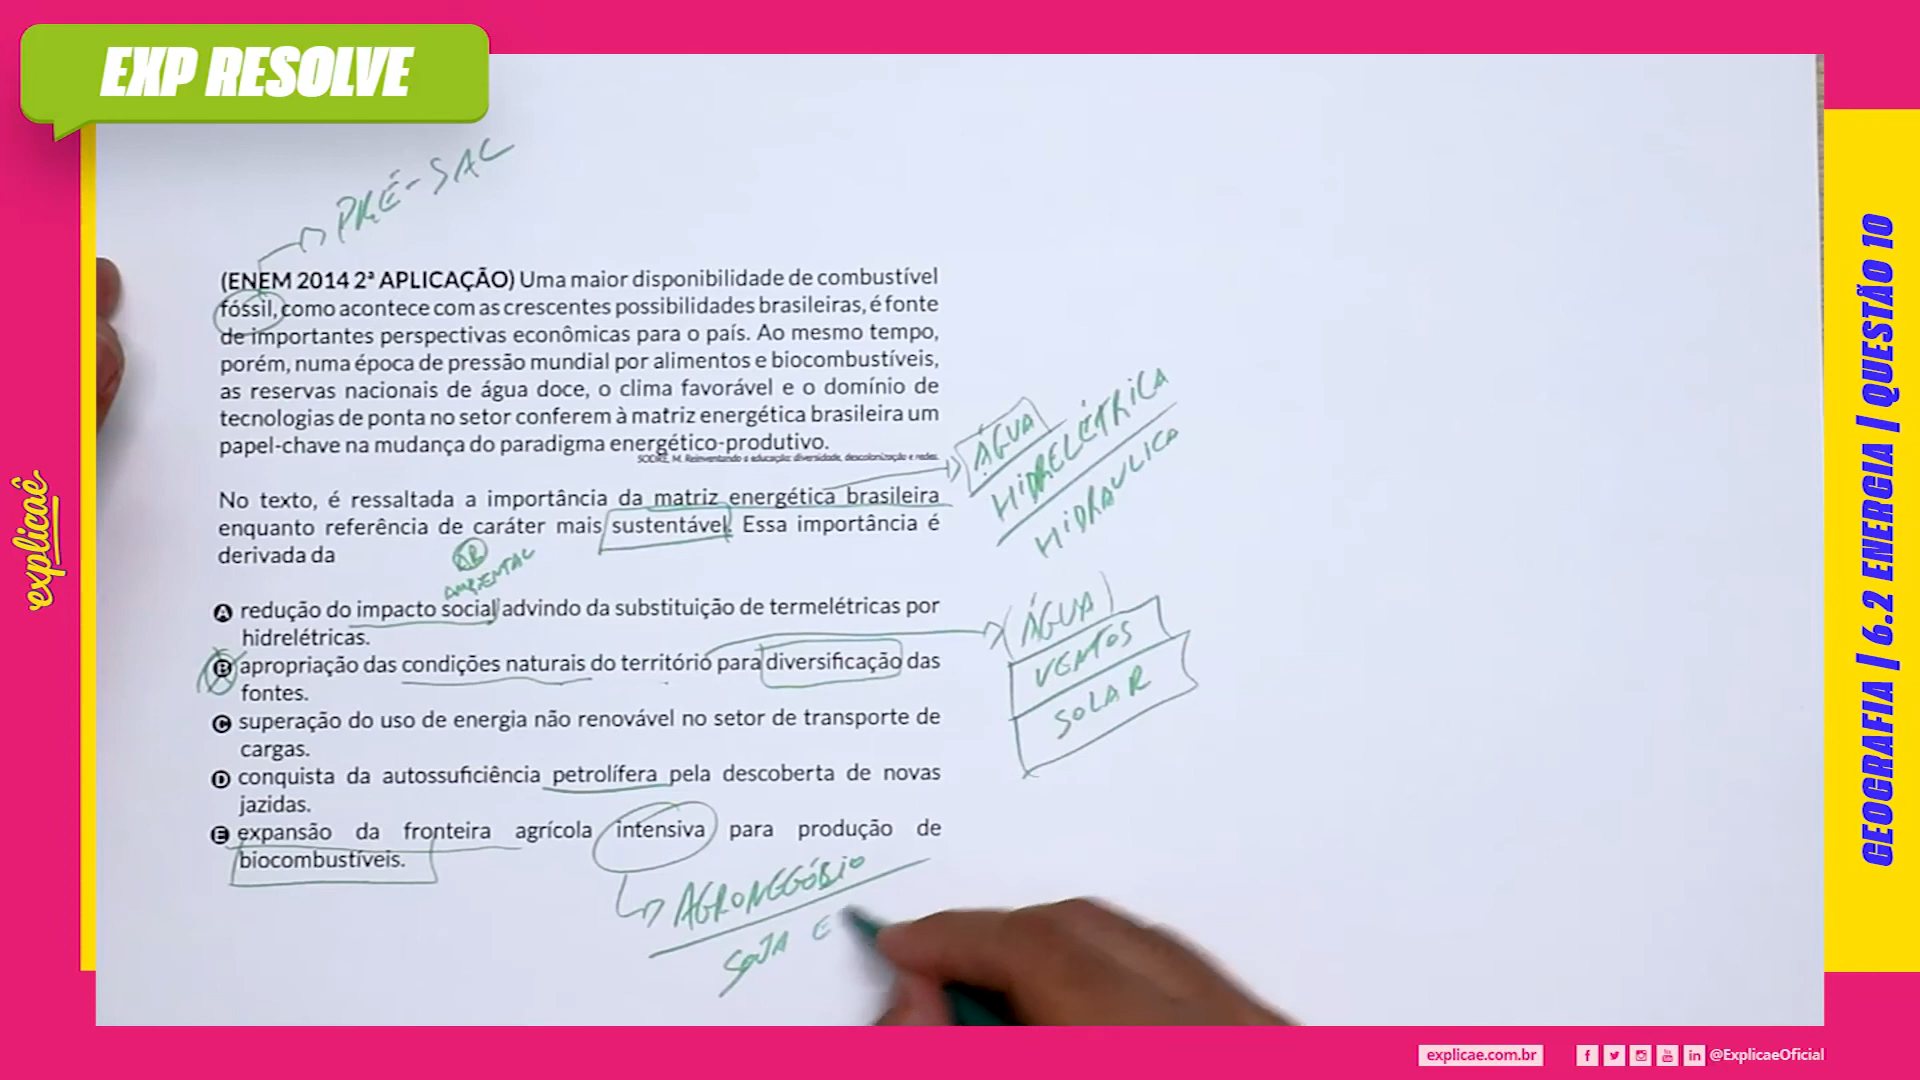 EXP RESOLVE
PRÉ-SAL
(ENEM 2014 2ª APLICAÇÃO) Uma maior disponibilidade de combustível
fóssil, como acontece com as crescentes possibilidades brasileiras, é fonte
de importantes perspectivas econômicas para o país. Ao mesmo tempo,
porém, numa época de pressão mundial por alimentos e biocombustíveis,
as reservas nacionais de água doce, o clima favorável e o domínio de
tecnologias de ponta no setor conferem à matriz energética brasileira um
papel-chave na mudança do paradigma energético-produtivo.
SODRÉ, M. Reinventando a educação: diversidade, descolonização e redes.
ÁGUA
HIDRELÉTRICA
HIDRAULICA
No texto, é ressaltada a importância da matriz energética brasileira
enquanto referência de caráter mais sustentável. Essa importância é
derivada da
AMBIENTAL
A redução do impacto social advindo da substituição de termelétricas por
hidrelétricas.
B apropriação das condições naturais do território para diversificação das
fontes.
C superação do uso de energia não renovável no setor de transporte de
cargas.
D conquista da autossuficiência petrolífera pela descoberta de novas
jazidas.
E expansão da fronteira agrícola intensiva para produção de
biocombustíveis.
(ÁGUA)
VENTOS
SOLAR
AGRONEGÓBIO
SOJA E
explicaê
GEOGRAFIA | 6.2 ENERGIA | QUESTÃO 10
explicae.com.br
@ExplicaeOficial